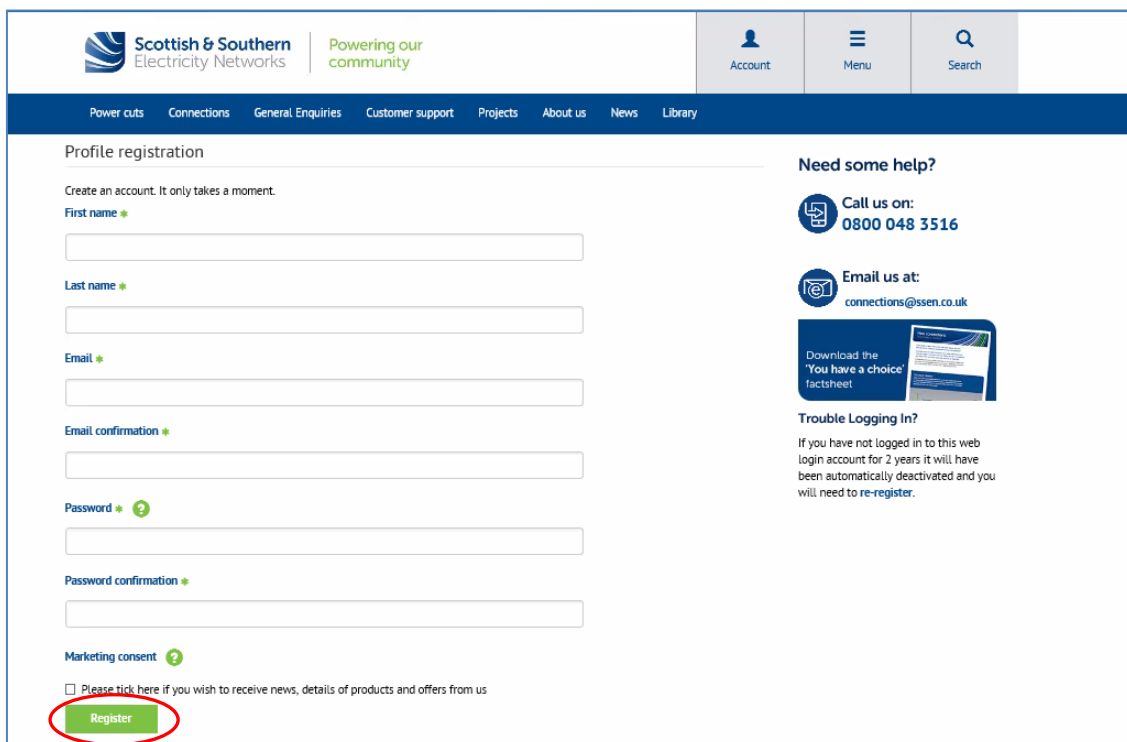 Scottish & Southern
Electricity Networks
Powering our
community
Account
Menu
Search
Power cuts Connections General Enquiries Customer support Projects About us News Library
Profile registration
Create an account. It only takes a moment.
First name *
Last name *
Email *
Email confirmation *
Password * ?
Password confirmation *
Marketing consent ?
Please tick here if you wish to receive news, details of products and offers from us
Register
Need some help?
Call us on:
0800 048 3516
Email us at:
connections@ssen.co.uk
Download the
'You have a choice'
factsheet
Trouble Logging In?
If you have not logged in to this web
login account for 2 years it will have
been automatically deactivated and you
will need to re-register.